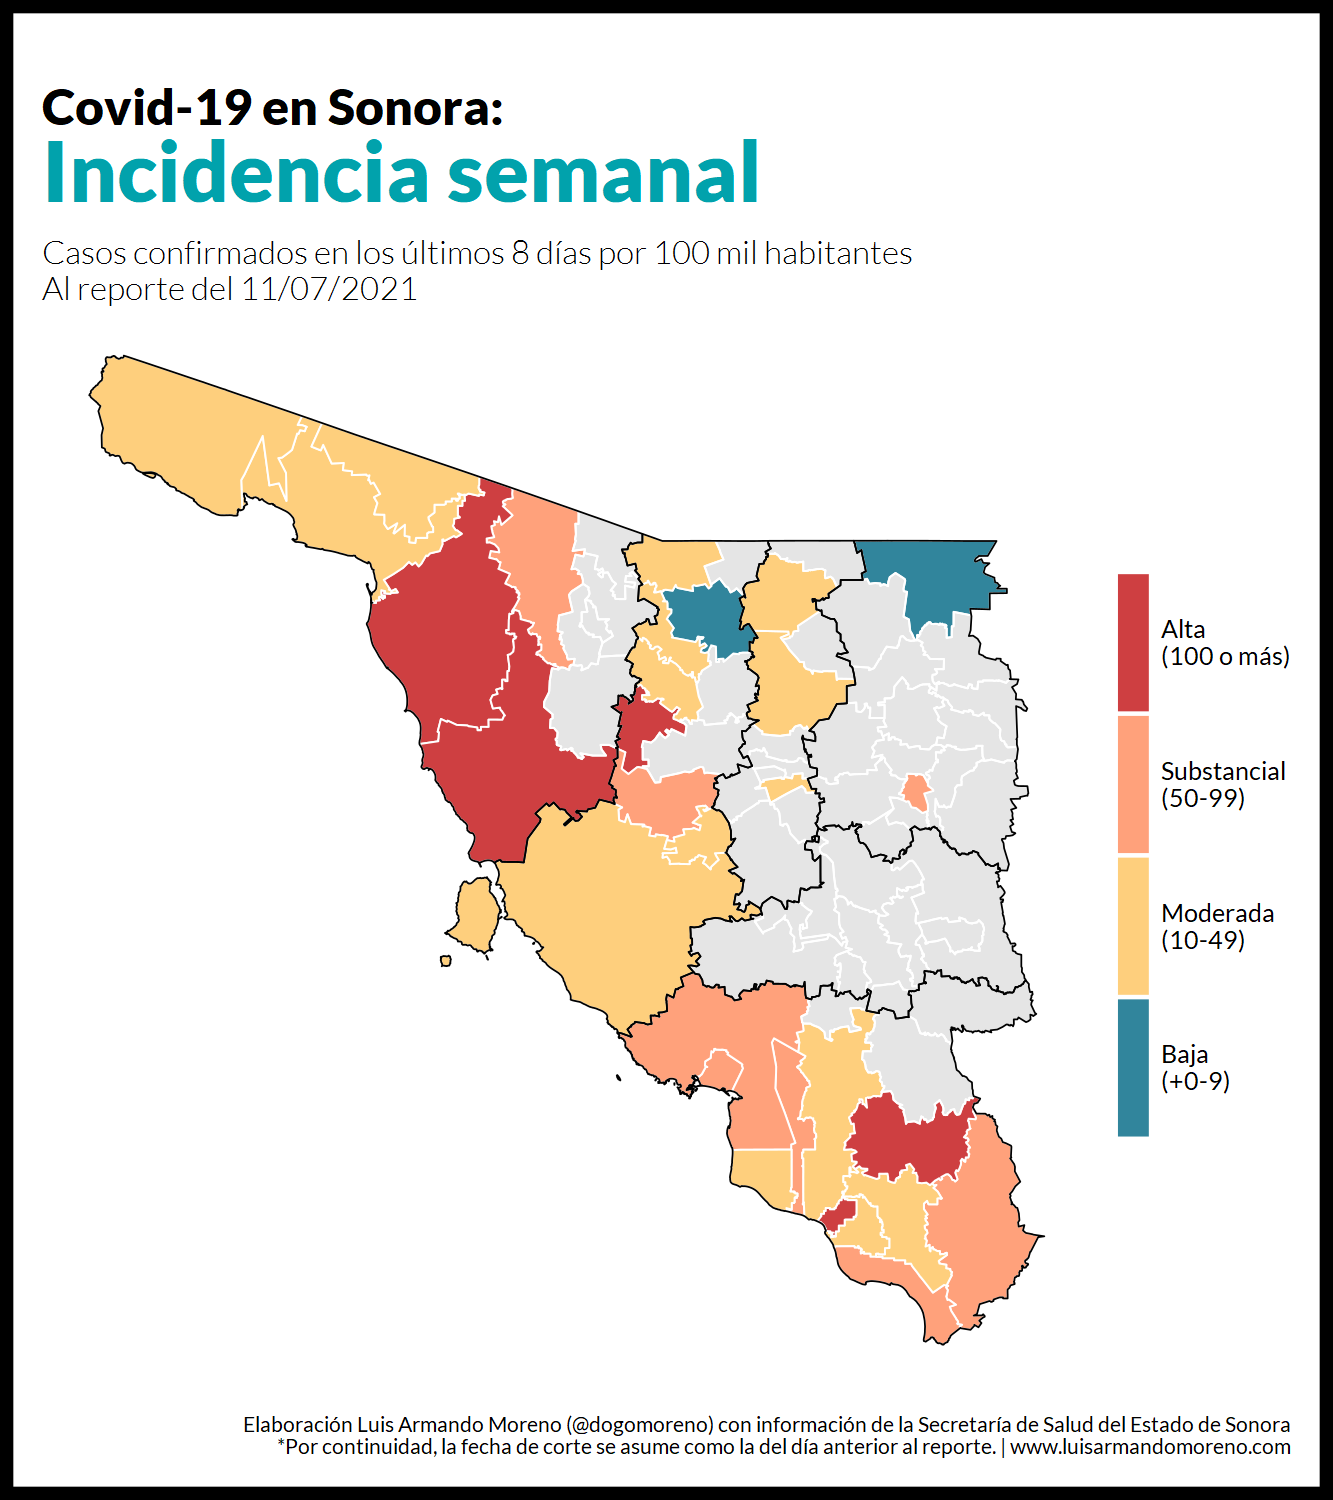 Covid-19 en Sonora:
Incidencia semanal
Casos confirmados en los últimos 8 días por 100 mil habitantes
Al reporte del 11/07/2021
Alta
(100 o más)
Substancial
(50-99)
Moderada
(10-49)
Baja
(+0-9)
Elaboración Luis Armando Moreno (@dogomoreno) con información de la Secretaría de Salud del Estado de Sonora
*Por continuidad, la fecha de corte se asume como la del día anterior al reporte. | www.luisarmandomoreno.com